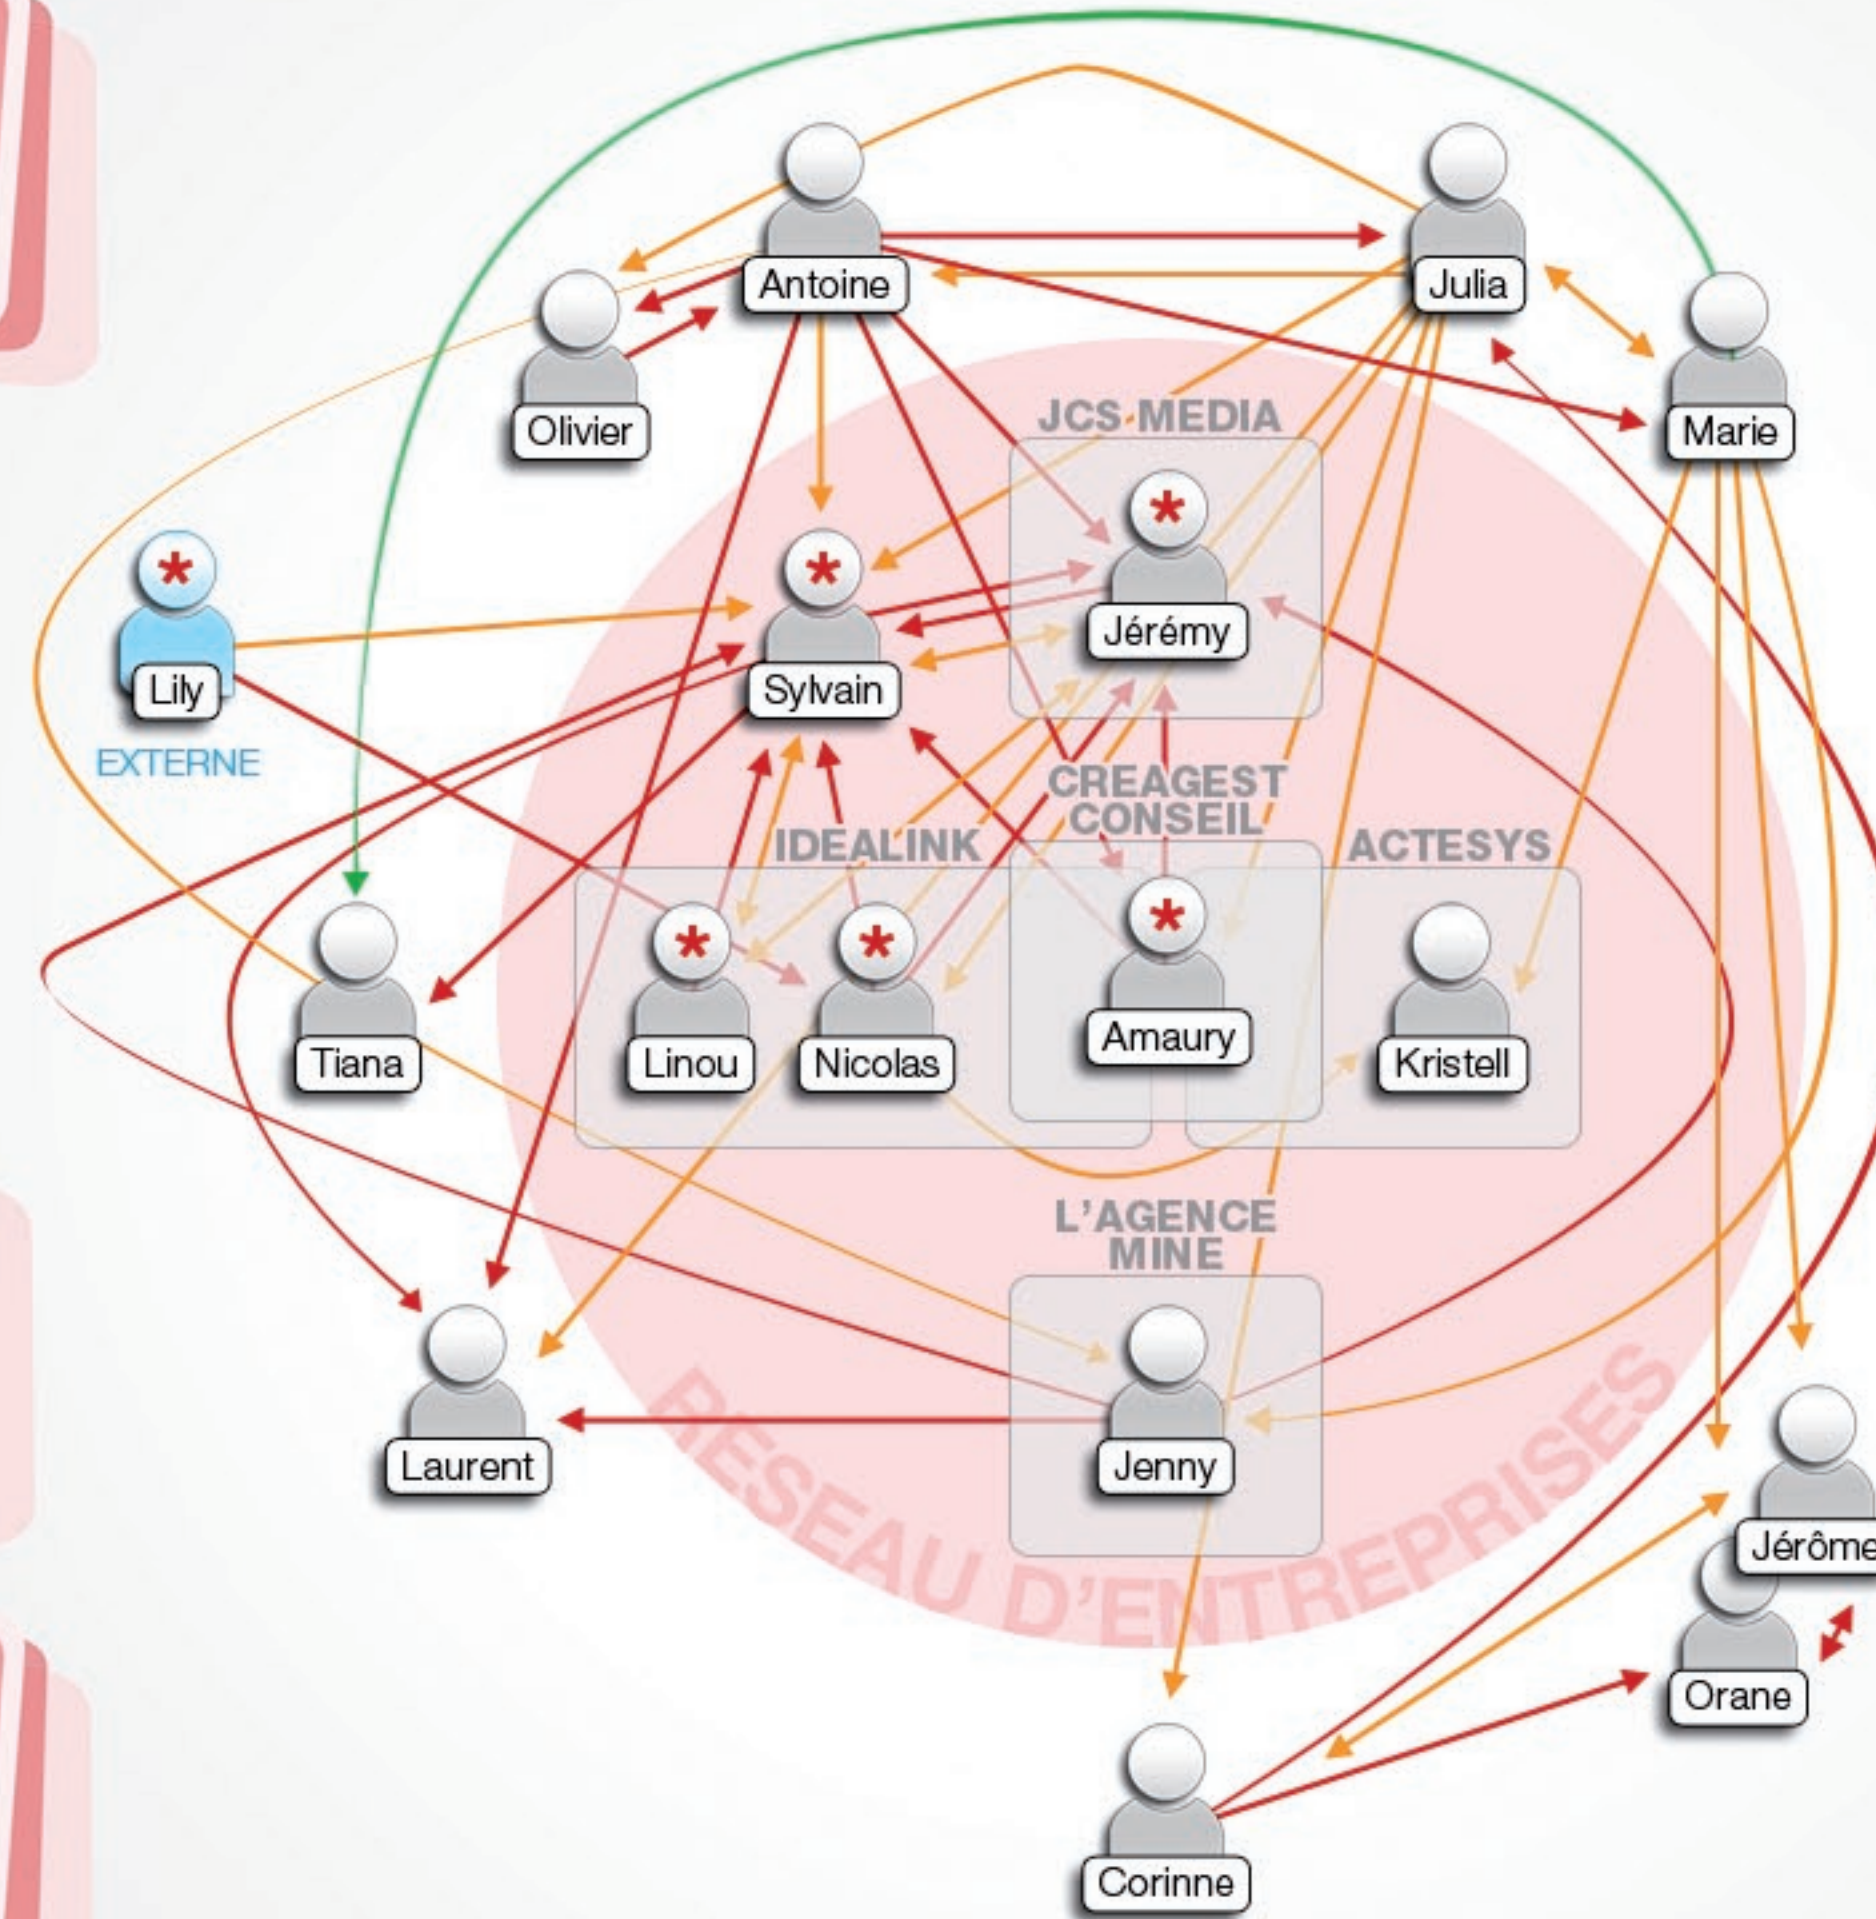 Antoine
Julia
Olivier
Marie
JCS MEDIA
*
Jérémy
*
Sylvain
*
Lily
EXTERNE
IDEALINK
CREAGEST
CONSEIL
ACTESYS
Tiana
*
Linou
*
Nicolas
*
Amaury
Kristell
L'AGENCE
MINE
Laurent
Jenny
RESEAU D'ENTREPRISES
Jérôme
Orane
Corinne